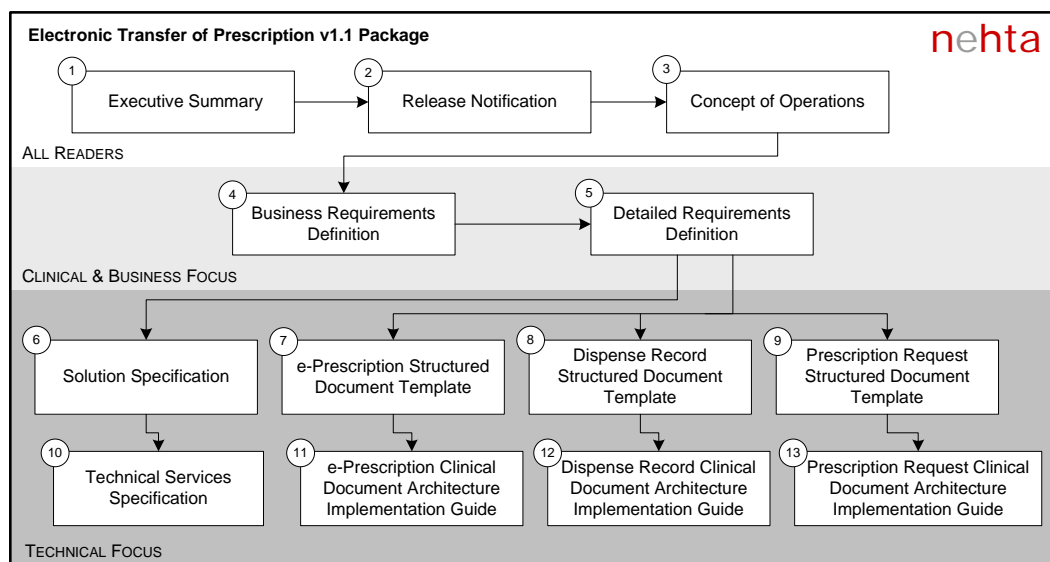 Electronic Transfer of Prescription v1.1 Package
nehta
1
Executive Summary
2
Release Notification
3
Concept of Operations
ALL READERS
4
Business Requirements
Definition
5
Detailed Requirements
Definition
CLINICAL & BUSINESS FOCUS
6
Solution Specification
7
e-Prescription Structured
Document Template
8
Dispense Record
Structured Document
Template
9
Prescription Request
Structured Document
Template
10
Technical Services
Specification
11
e-Prescription Clinical
Document Architecture
Implementation Guide
12
Dispense Record Clinical
Document Architecture
Implementation Guide
13
Prescription Request Clinical
Document Architecture
Implementation Guide
TECHNICAL FOCUS